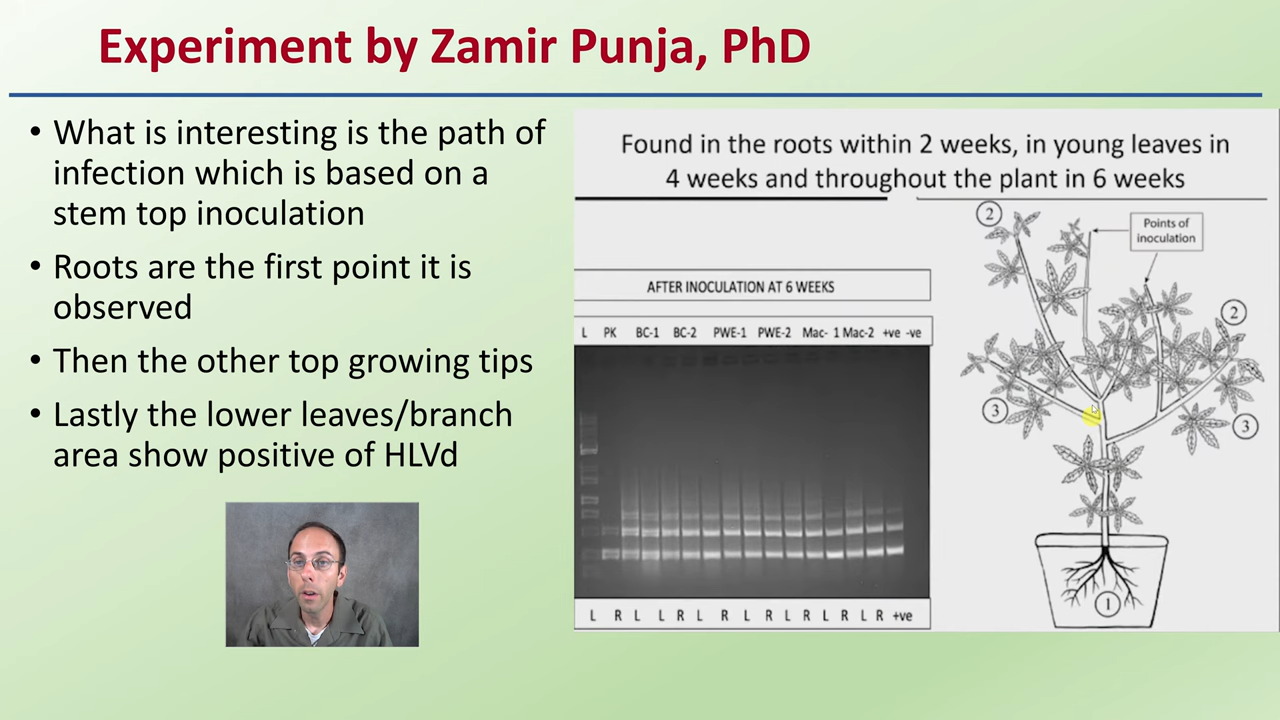 Experiment by Zamir Punja, PhD
• What is interesting is the path of
infection which is based on a
stem top inoculation
• Roots are the first point it is
observed
• Then the other top growing tips
• Lastly the lower leaves/branch
area show positive of HLVd
Found in the roots within 2 weeks, in young leaves in
4 weeks and throughout the plant in 6 weeks
AFTER INOCULATION AT 6 WEEKS
L PK BC-1 BC-2 PWE-1 PWE-2 Mac- 1 Mac-2 +ve -ve
L R L L R L R L R L R L R L R +ve
2
Points of
inoculation
2
3
3
1